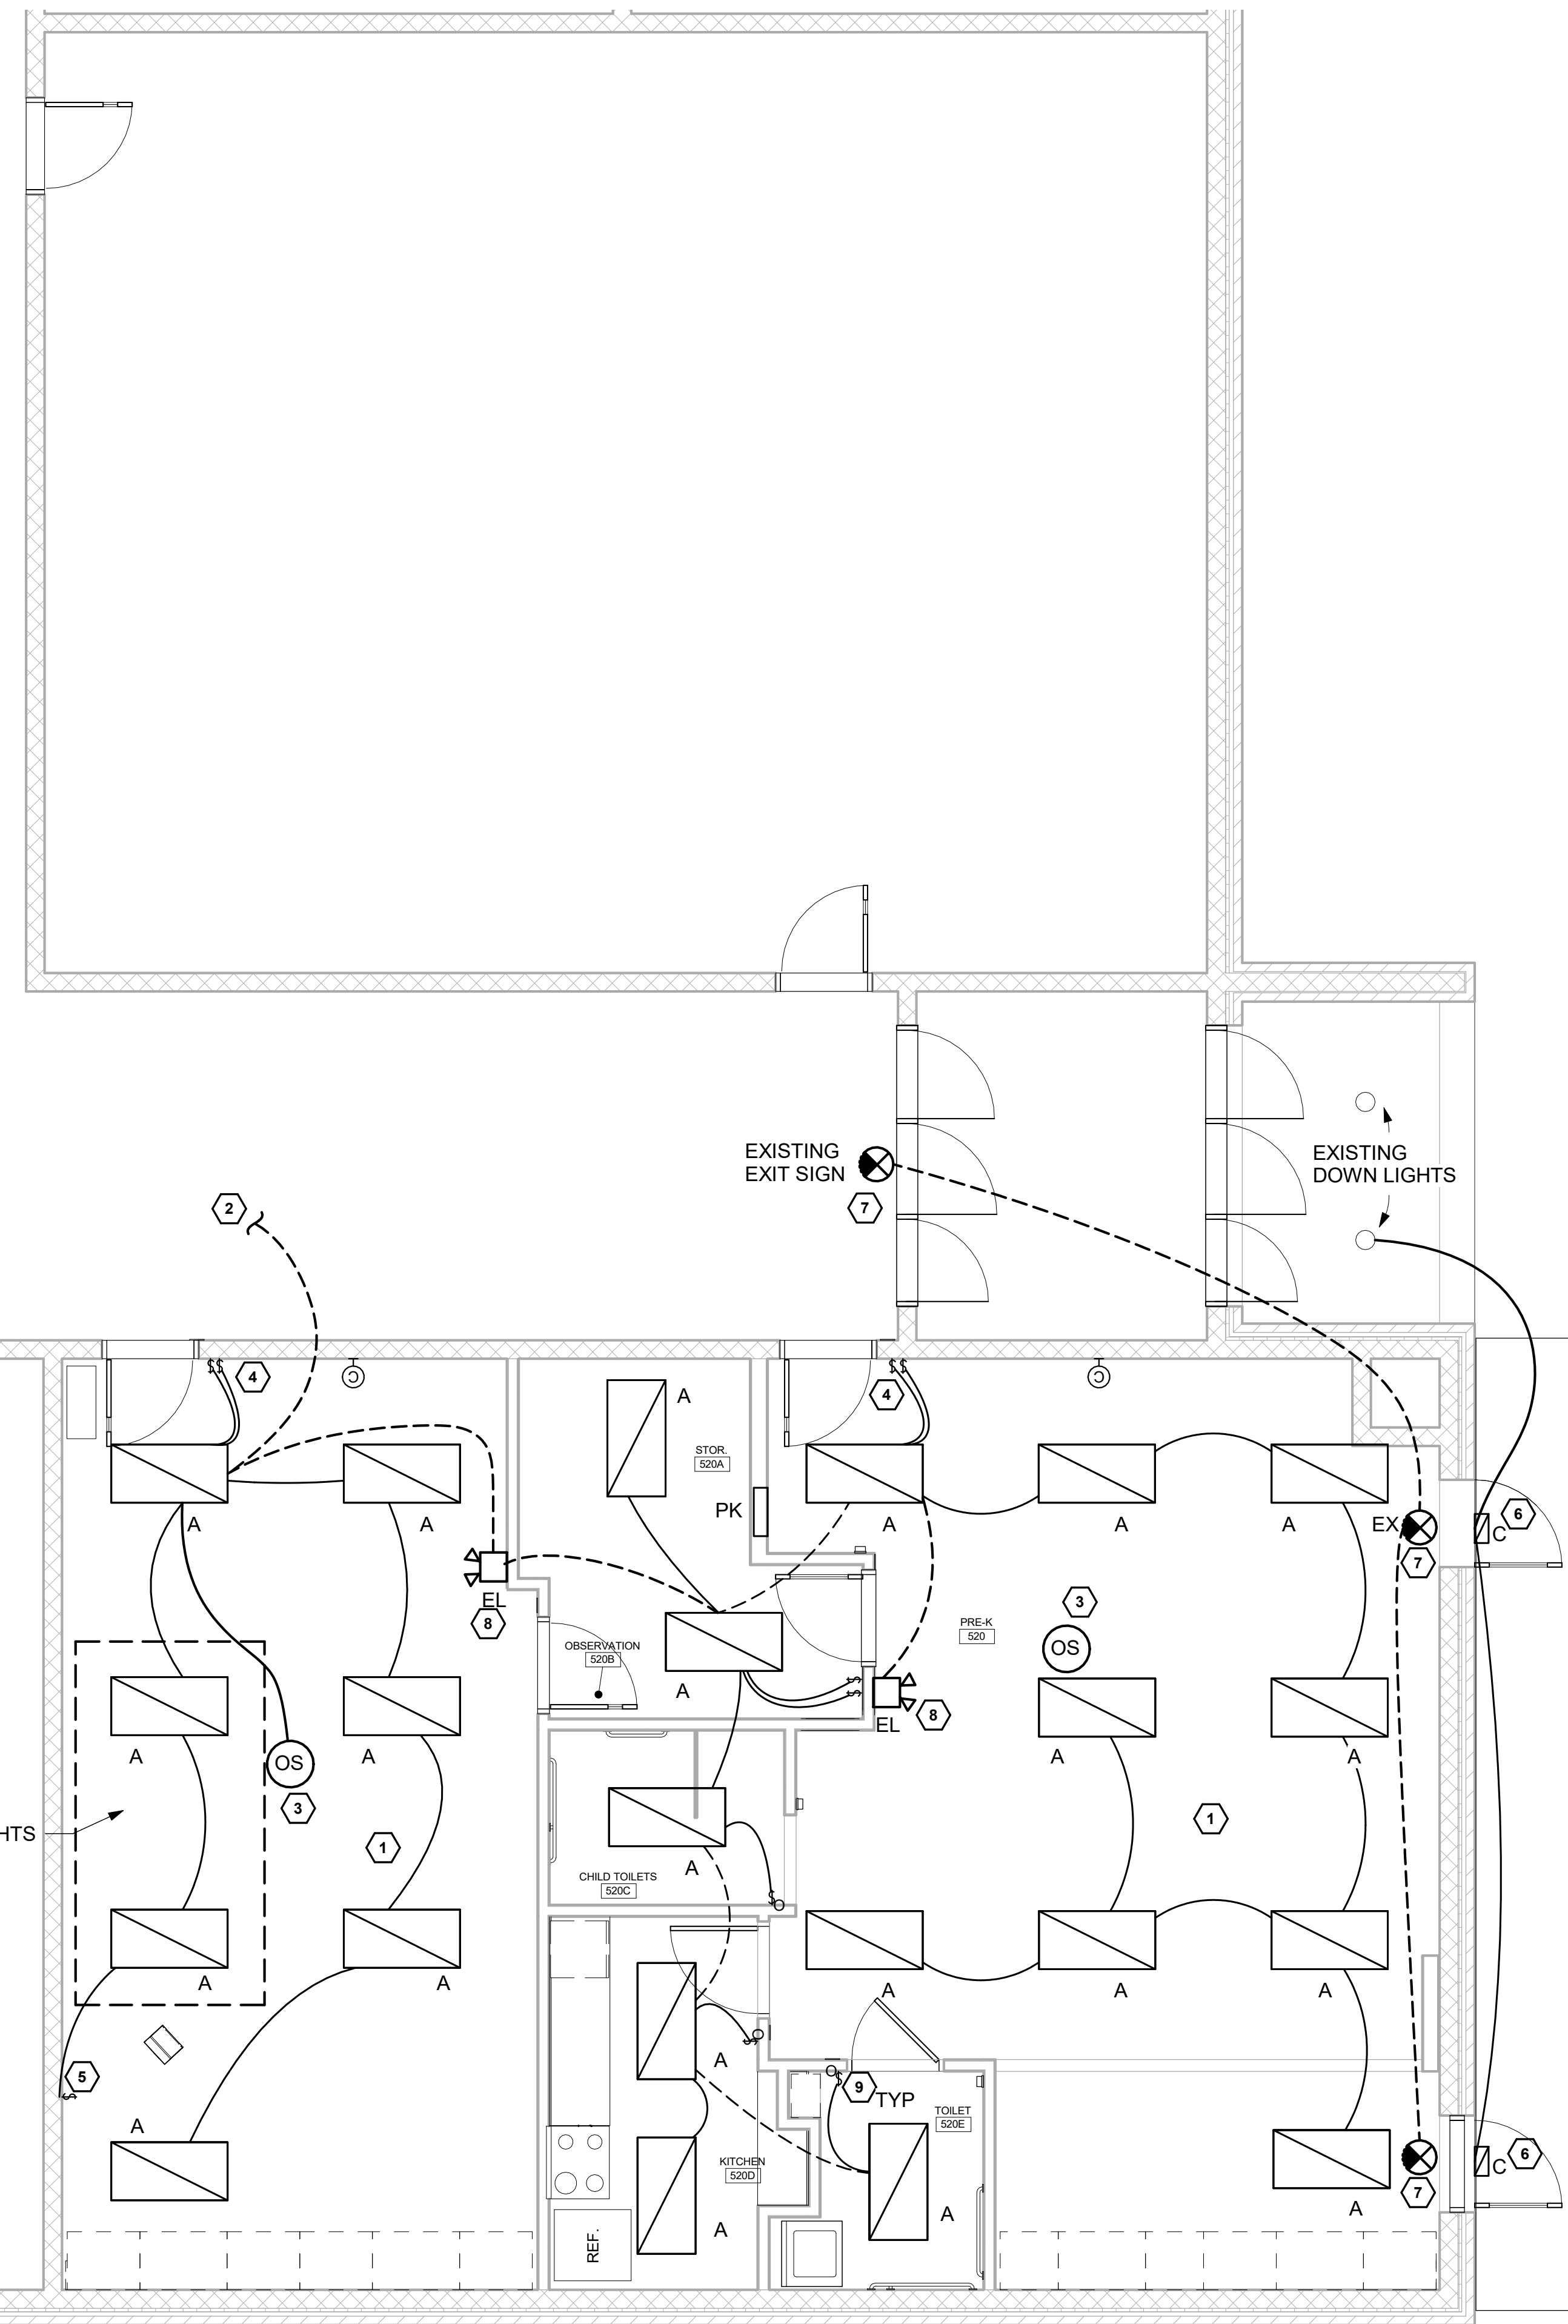 EXISTING
EXIT SIGN
7
EXISTING
DOWN LIGHTS
2
4
4
A
STOR.
520A
PK
A
A
A
A
A
EX
7
C
6
EL
8
3
OS
PRE-K
520
OBSERVATION
520B
A
EL
8
A
A
OS
3
A
A
HTS
1
1
A
CHILD TOILETS
520C
A
A
A
A
A
5
A
9
TYP
TOILET
520E
A
KITCHEN
520D
C
6
7
A
A
A
REF.